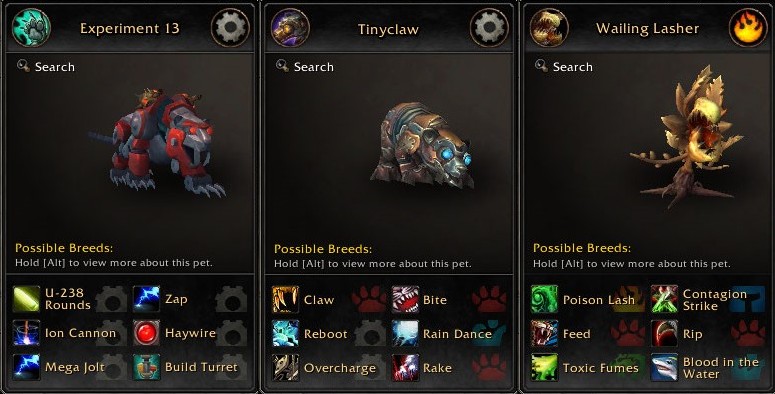 Experiment 13
Search
Possible Breeds:
Hold [Alt] to view more about this pet.
U-238
Rounds
Zap
Ion Cannon
Haywire
Mega Jolt
Build Turret
Tinyclaw
Search
Possible Breeds:
Hold [Alt] to view more about this pet.
Claw
Bite
Reboot
Rain Dance
Overcharge
Rake
Wailing Lasher
Search
Possible Breeds:
Hold [Alt] to view more about this pet.
Poison Lash
Contagion
Strike
Feed
Rip
Toxic Fumes
Blood in the
Water